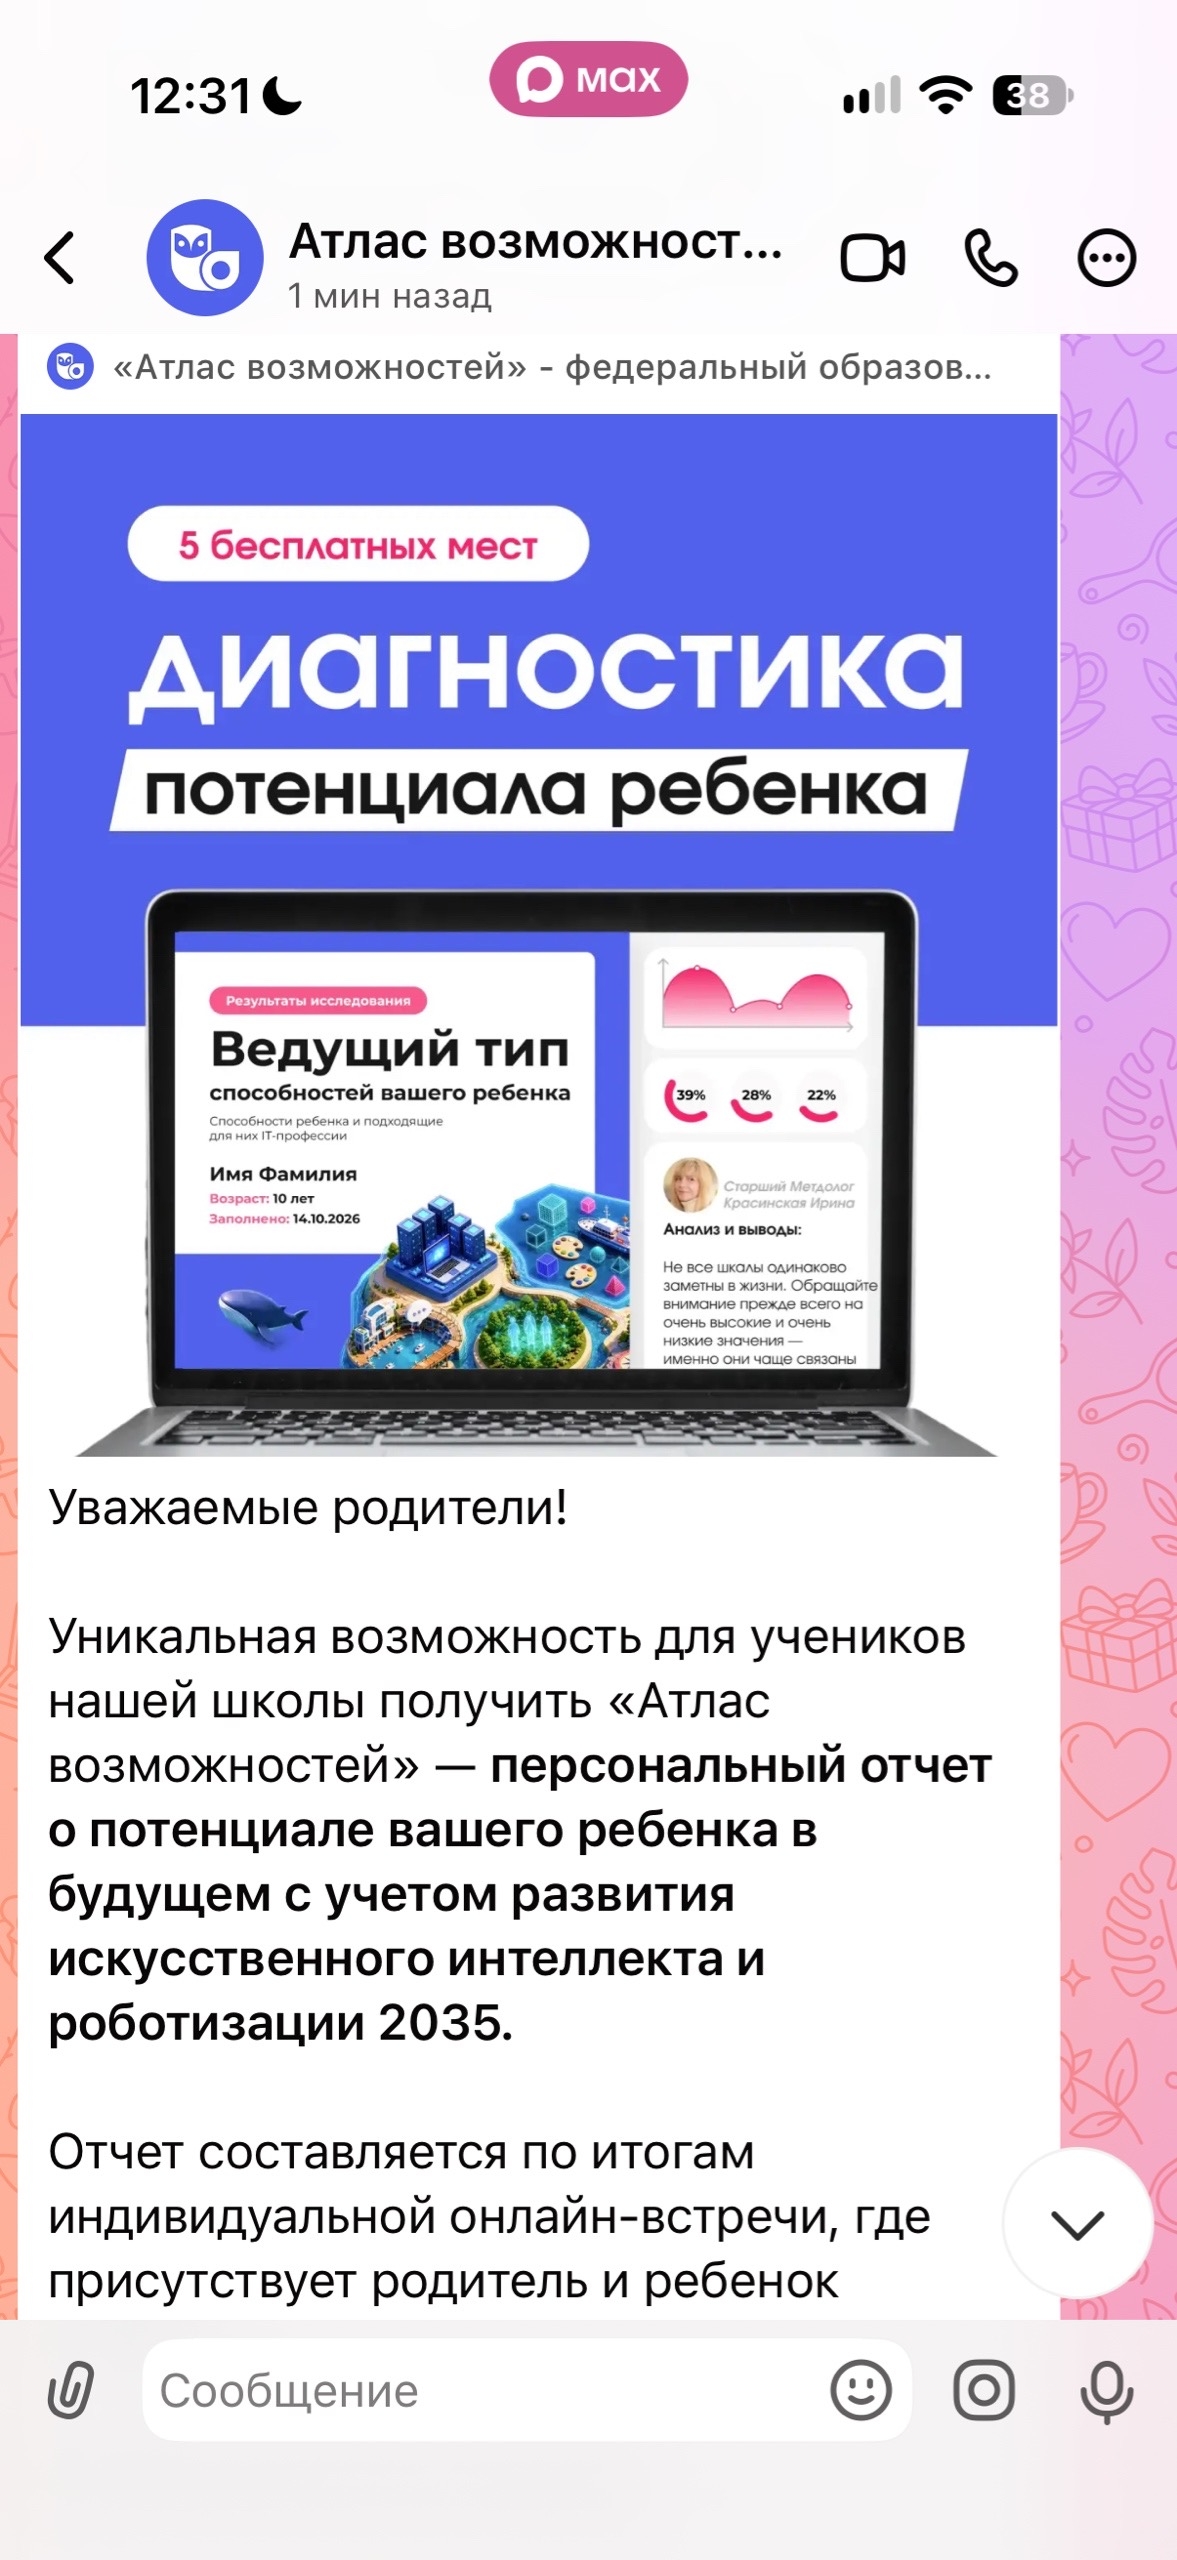 12:31
max
38
Атлас возможност...
1 мин назад
«Атлас возможностей» - федеральный образов...
5 бесплатных мест
диагностика
потенциала ребенка
Результаты исследования
Ведущий тип
способностей вашего ребенка
Способности ребенка и подходящие
для них IT-профессии
Имя Фамилия
Возраст: 10 лет
Заполнено: 14.10.2026
39%
28%
22%
Старший Метдолог
Красинская Ирина
Анализ и выводы:
Не все шкалы одинаково
заметны в жизни. Обращайте
внимание прежде всего на
очень высокие и очень
низкие значения —
именно они чаще связаны
Уважаемые родители!
Уникальная возможность для учеников
нашей школы получить «Атлас
возможностей» — персональный отчет
о потенциале вашего ребенка в
будущем с учетом развития
искусственного интеллекта и
роботизации 2035.
Отчет составляется по итогам
индивидуальной онлайн-встречи, где
присутствует родитель и ребенок
Сообщение